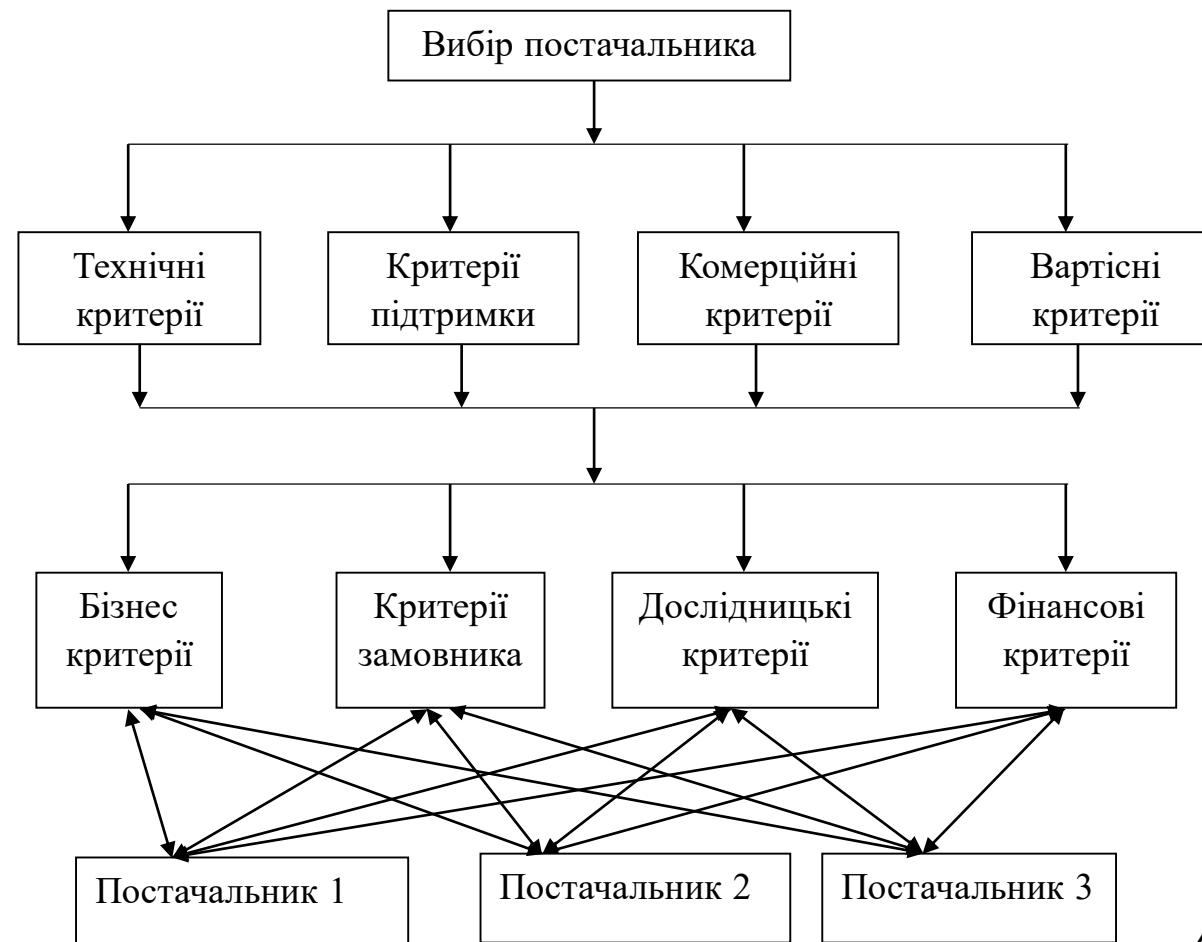 Вибір постачальника
Технічні
критерії
Критерії
підтримки
Комерційні
критерії
Вартісні
критерії
Бізнес
критерії
Критерії
замовника
Дослідницькі
критерії
Фінансові
критерії
Постачальник 1
Постачальник 2
Постачальник 3